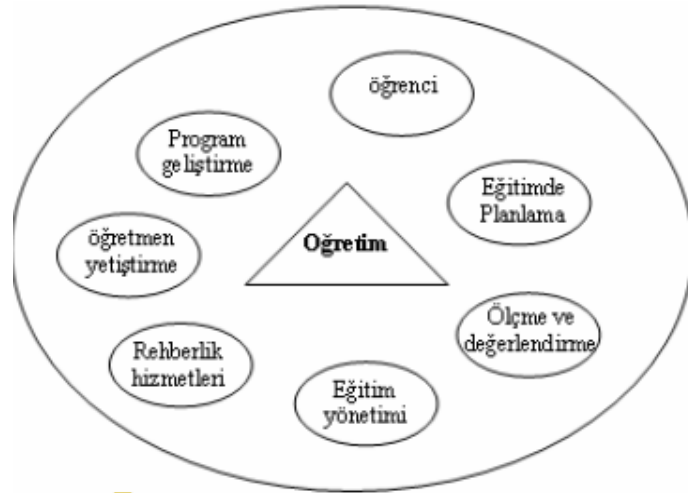 öğrenci
Program
geliştirme
Eğitimde
Planlama
Oğretim
öğretmen
yetiştirme
Ölçme ve
değerlendirme
Rehberlik
hizmetleri
Eğitim
yönetimi